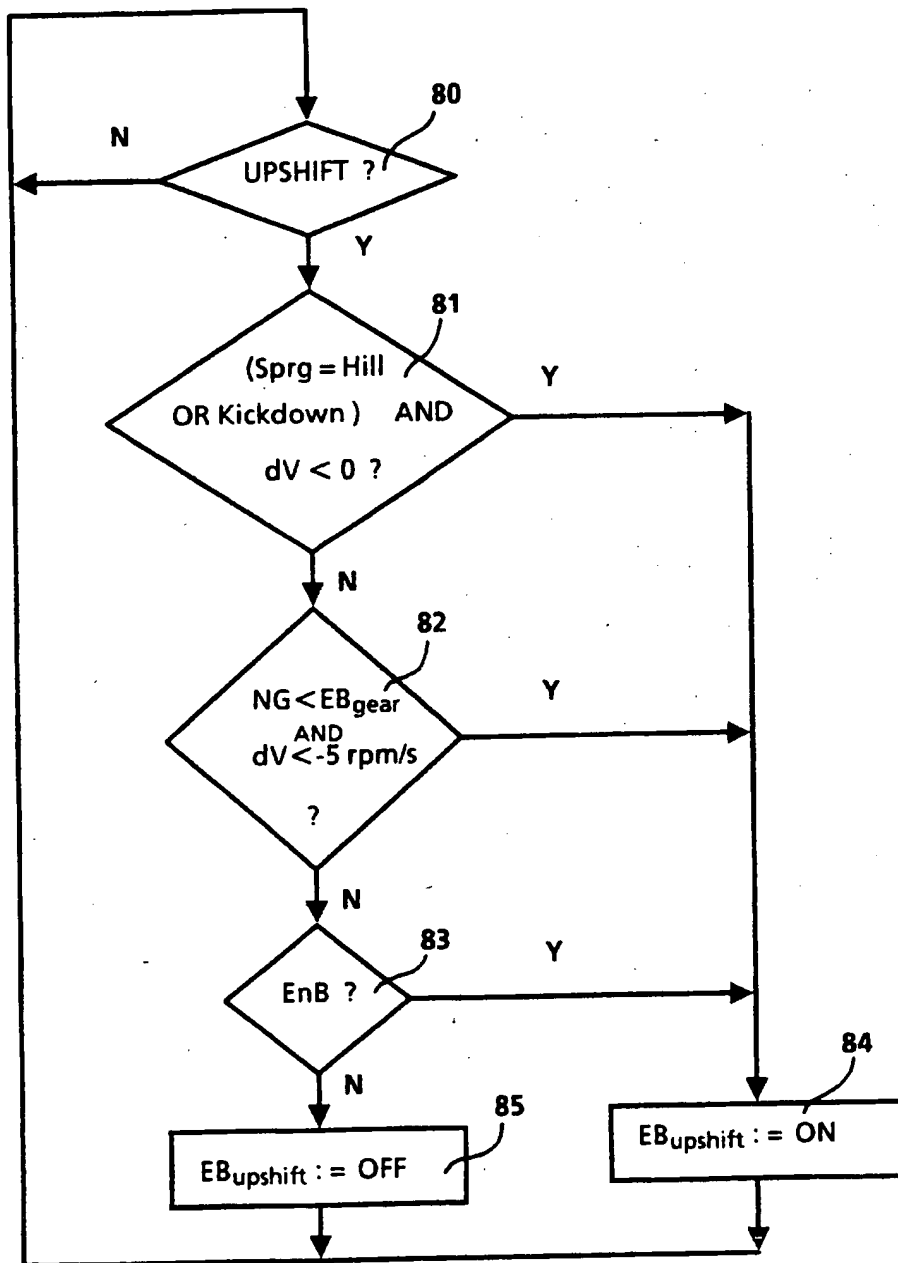 80
N
UPSHIFT ?
Y
81
(Sprg = Hill
Y
OR Kickdown ) AND
dV < 0 ?
N
82
NG < EBgear
Y
AND
dV < -5 rpm/s
?
N
83
Y
EnB ?
84
N
85
EBupshift : = ON
EBupshift : = OFF